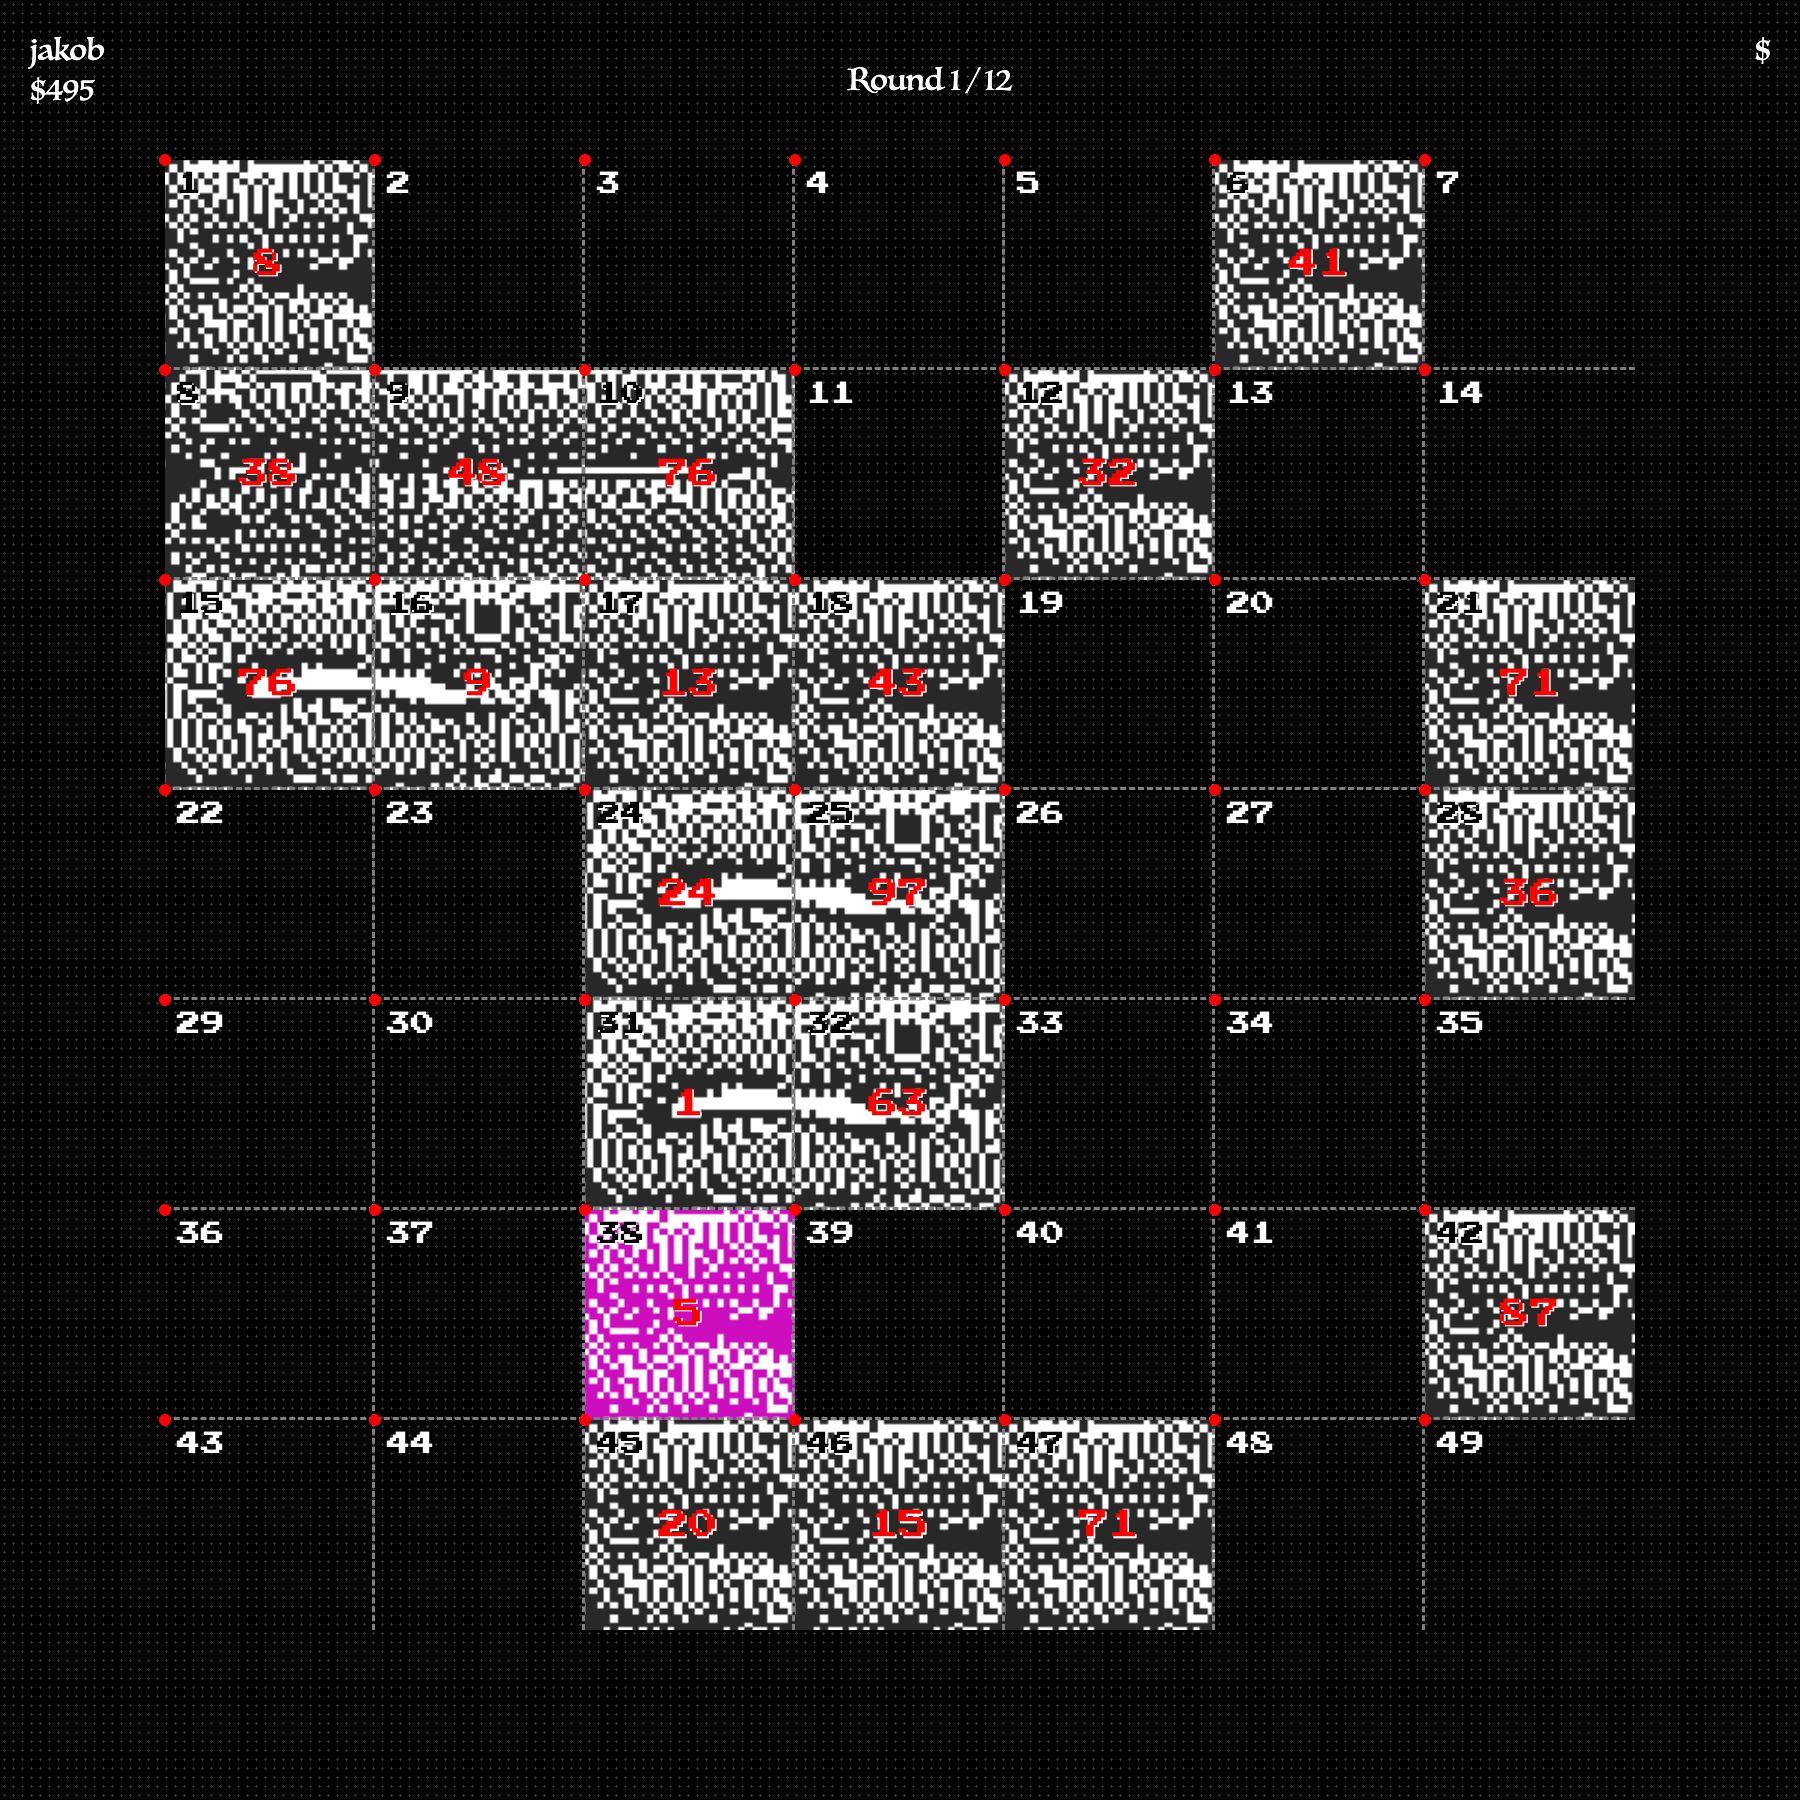 jakob $
$495
Round 1/12
1 2 3 4 5 6 7
8 41
8 9 10 11 12 13 14
38 48 76 32
15 16 17 18 19 20 21
76 9 13 43 71
22 23 24 25 26 27 28
24 97 36
29 30 31 32 33 34 35
1 63
36 37 38 39 40 41 42
5 87
43 44 45 46 47 48 49
20 15 71